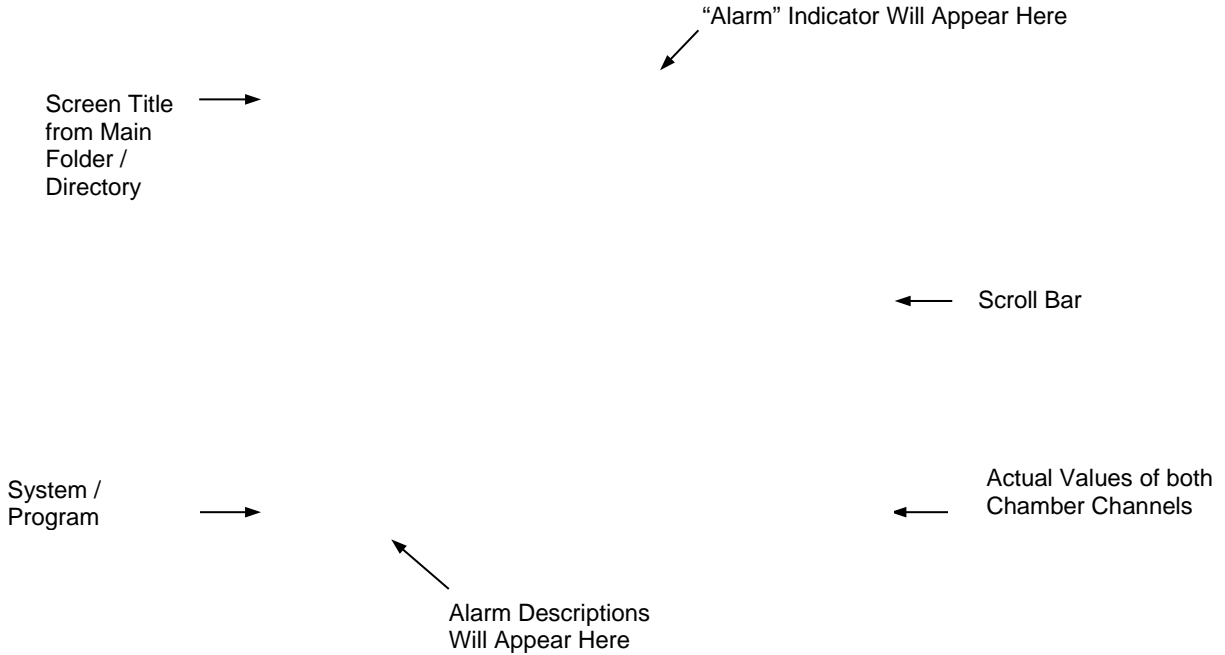 “Alarm” Indicator Will Appear Here
Screen Title
from Main
Folder /
Directory
Scroll Bar
System /
Program
Actual Values of both
Chamber Channels
Alarm Descriptions
Will Appear Here